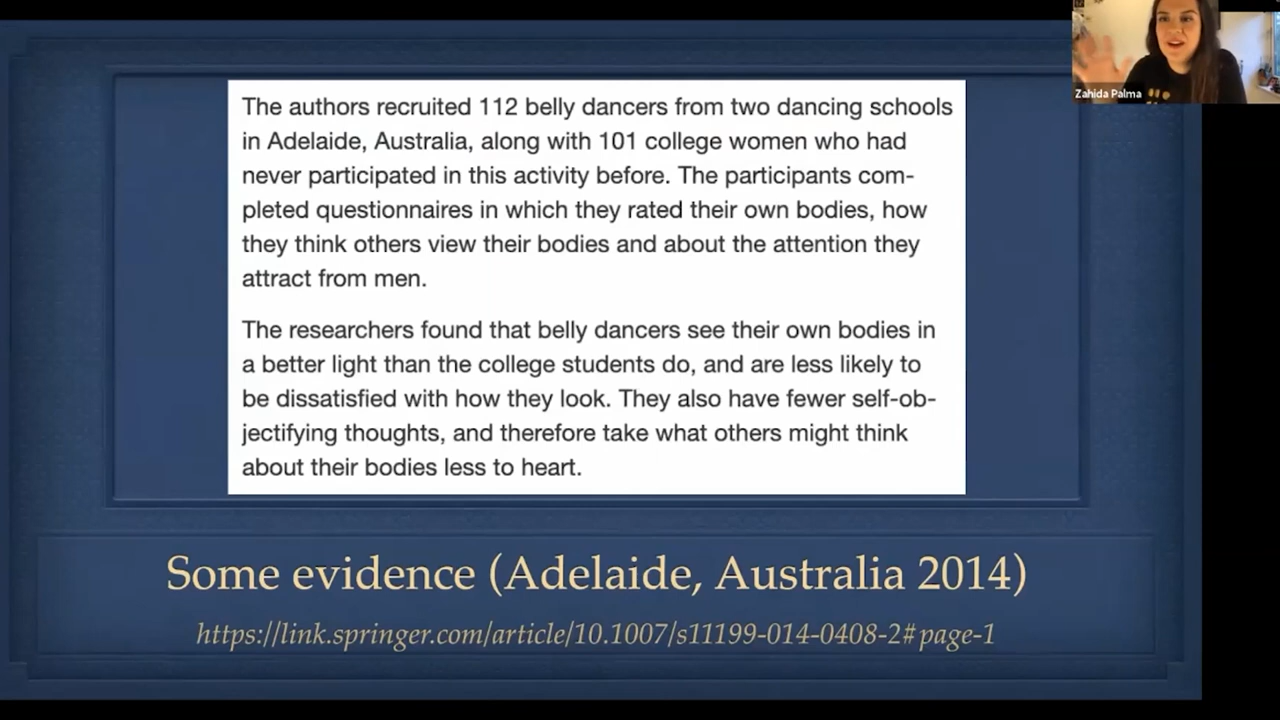 Zahida Palma
The authors recruited 112 belly dancers from two dancing schools
in Adelaide, Australia, along with 101 college women who had
never participated in this activity before. The participants com-
pleted questionnaires in which they rated their own bodies, how
they think others view their bodies and about the attention they
attract from men.
The researchers found that belly dancers see their own bodies in
a better light than the college students do, and are less likely to
be dissatisfied with how they look. They also have fewer self-ob-
jectifying thoughts, and therefore take what others might think
about their bodies less to heart.
Some evidence (Adelaide, Australia 2014)
https://link.springer.com/article/10.1007/s11199-014-0408-2#page-1